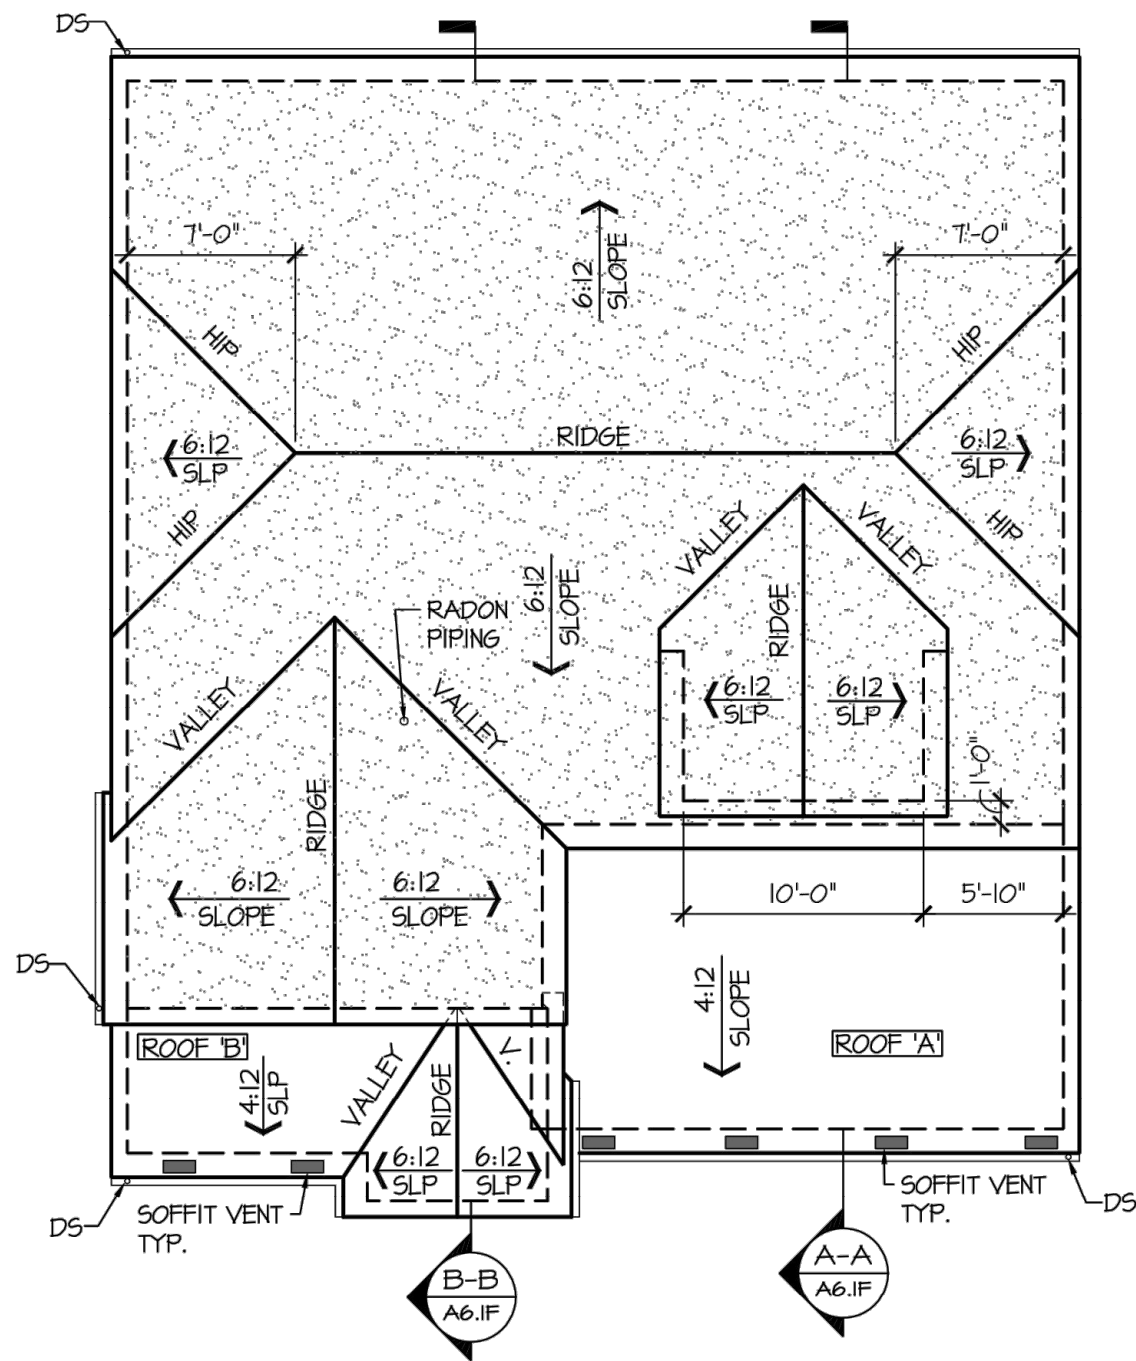 DS
7'-0"
7'-0"
6:12
SLOPE
HIP
HIP
RIDGE
6:12
SLP
6:12
SLP
HIP
HIP
VALLEY
VALLEY
6:12
SLOPE
RADON
PIPING
RIDGE
VALLEY
VALLEY
6:12
SLP
6:12
SLP
1'-0"
RIDGE
6:12
SLOPE
6:12
SLOPE
10'-0"
5'-10"
DS
4:12
SLOPE
ROOF 'B'
ROOF 'A'
4:12
SLP
VALLEY
RIDGE
V.
6:12
SLP
6:12
SLP
SOFFIT VENT
TYP.
SOFFIT VENT
TYP.
DS
DS
B-B
A6.1F
A-A
A6.1F